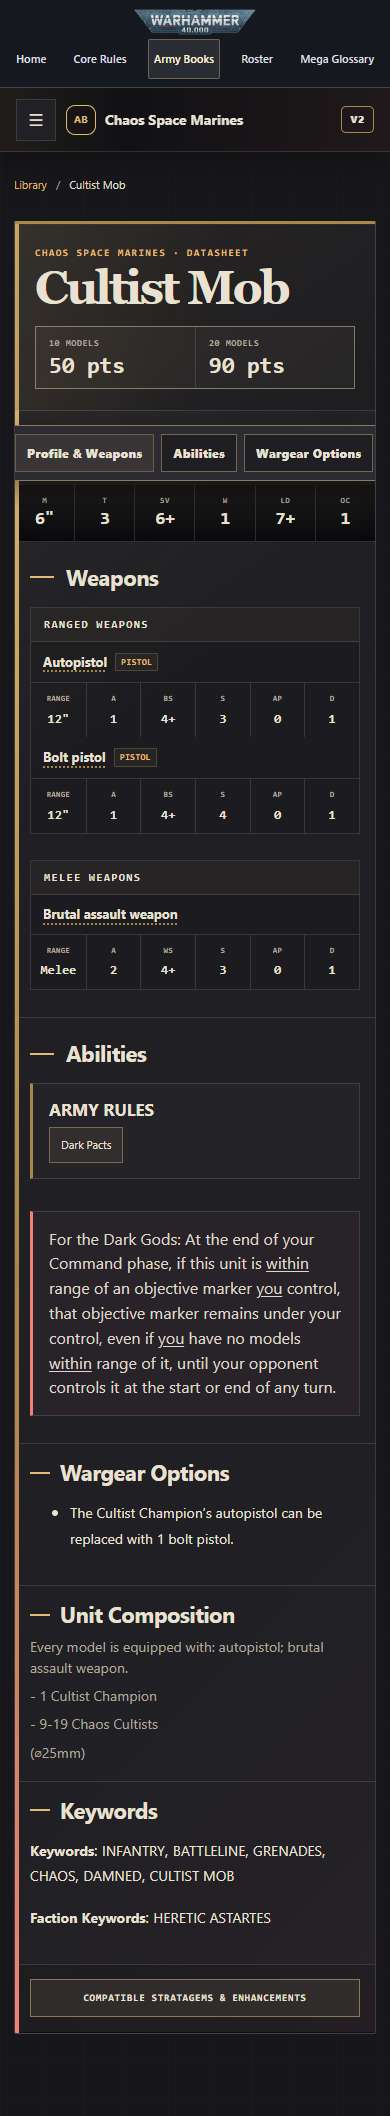 WARHAMMER
40,000
Home Core Rules Army Books Roster Mega Glossary
☰ AB Chaos Space Marines V2
Library / Cultist Mob
CHAOS SPACE MARINES · DATASHEET
Cultist Mob
10 MODELS 20 MODELS
50 pts 90 pts
Profile & Weapons Abilities Wargear Options
M T SV W LD OC
6" 3 6+ 1 7+ 1
Weapons
RANGED WEAPONS
Autopistol PISTOL
RANGE A BS S AP D
12" 1 4+ 3 0 1
Bolt pistol PISTOL
RANGE A BS S AP D
12" 1 4+ 4 0 1
MELEE WEAPONS
Brutal assault weapon
RANGE A WS S AP D
Melee 2 4+ 3 0 1
Abilities
ARMY RULES
Dark Pacts
For the Dark Gods: At the end of your
Command phase, if this unit is within
range of an objective marker you control,
that objective marker remains under your
control, even if you have no models
within range of it, until your opponent
controls it at the start or end of any turn.
Wargear Options
• The Cultist Champion's autopistol can be
replaced with 1 bolt pistol.
Unit Composition
Every model is equipped with: autopistol; brutal
assault weapon.
- 1 Cultist Champion
- 9-19 Chaos Cultists
(⌀25mm)
Keywords
Keywords: INFANTRY, BATTLELINE, GRENADES,
CHAOS, DAMNED, CULTIST MOB
Faction Keywords: HERETIC ASTARTES
COMPATIBLE STRATAGEMS & ENHANCEMENTS